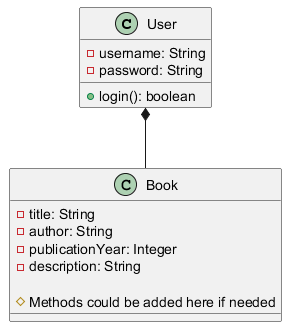 C User
username: String
password: String
login(): boolean
C Book
title: String
author: String
publicationYear: Integer
description: String
Methods could be added here if needed